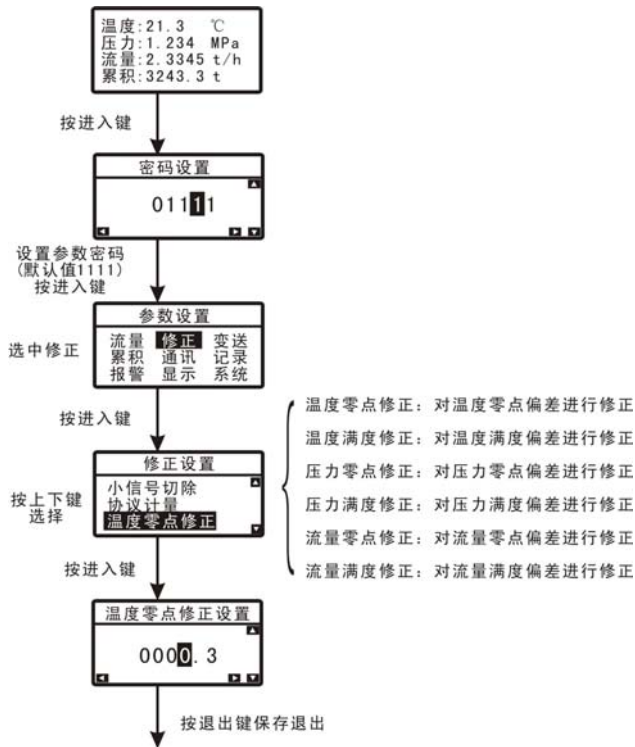 温度:21.3 ℃
压力:1.234 MPa
流量:2.3345 t/h
累积:3243.3 t
按进入键
密码设置
01111
设置参数密码
(默认值1111)
按进入键
参数设置
流量 修正 变送
累积 通讯 记录
报警 显示 系统
选中修正
按进入键
修正设置
小信号切除
协议计量
温度零点修正
按上下键
选择
温度零点修正：对温度零点偏差进行修正
温度满度修正：对温度满度偏差进行修正
压力零点修正：对压力零点偏差进行修正
压力满度修正：对压力满度偏差进行修正
流量零点修正：对流量零点偏差进行修正
流量满度修正：对流量满度偏差进行修正
按进入键
温度零点修正设置
0000.3
按退出键保存退出